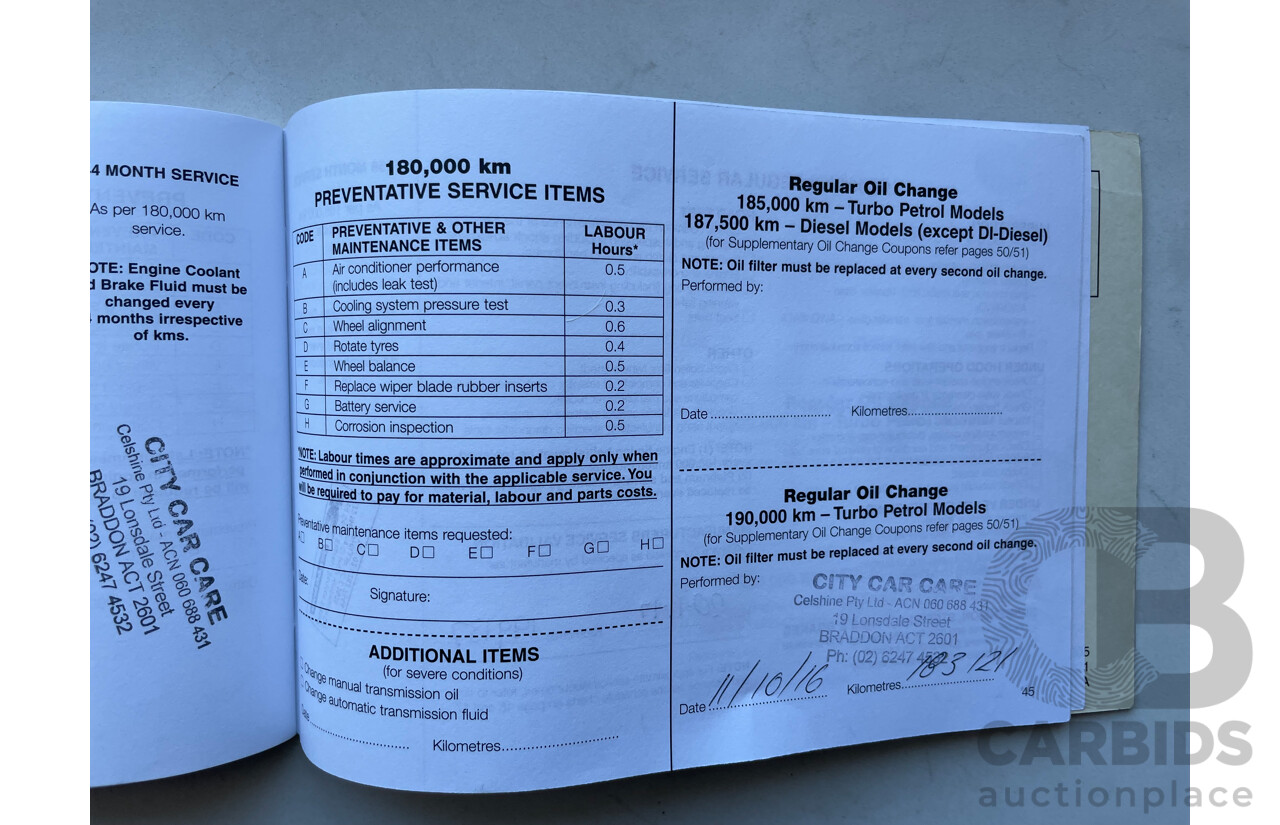 4 MONTH SERVICE
As per 180,000 km
service.
OTE: Engine Coolant
d Brake Fluid must be
changed every
months irrespective
of kms.
CITY CAR CARE
Celshine Pty Ltd - ACN 060 688 431
19 Lonsdale Street
BRADDON ACT 2601
(02) 6247 4532
180,000 km
PREVENTATIVE SERVICE ITEMS
CODE PREVENTATIVE & OTHER MAINTENANCE ITEMS LABOUR Hours*
A Air conditioner performance (includes leak test) 0.5
B Cooling system pressure test 0.3
C Wheel alignment 0.6
D Rotate tyres 0.4
E Wheel balance 0.5
F Replace wiper blade rubber inserts 0.2
G Battery service 0.2
H Corrosion inspection 0.5
*NOTE: Labour times are approximate and apply only when
performed in conjunction with the applicable service. You
will be required to pay for material, labour and parts costs.
Preventative maintenance items requested:
A□ B□ C□ D□ E□ F□ G□ H□
Date:
Signature:
ADDITIONAL ITEMS
(for severe conditions)
□ Change manual transmission oil
□ Change automatic transmission fluid
Date.............................. Kilometres..............................
Regular Oil Change
185,000 km – Turbo Petrol Models
187,500 km – Diesel Models (except DI-Diesel)
(for Supplementary Oil Change Coupons refer pages 50/51)
NOTE: Oil filter must be replaced at every second oil change.
Performed by:
Date .............................. Kilometres..............................
Regular Oil Change
190,000 km – Turbo Petrol Models
(for Supplementary Oil Change Coupons refer pages 50/51)
NOTE: Oil filter must be replaced at every second oil change.
Performed by:
CITY CAR CARE
Celshine Pty Ltd - ACN 060 688 431
19 Lonsdale Street
BRADDON ACT 2601
Ph: (02) 6247 4532
Date 11/10/16 Kilometres 183 121
45
5
1
A
CARBIDS
auctionplace